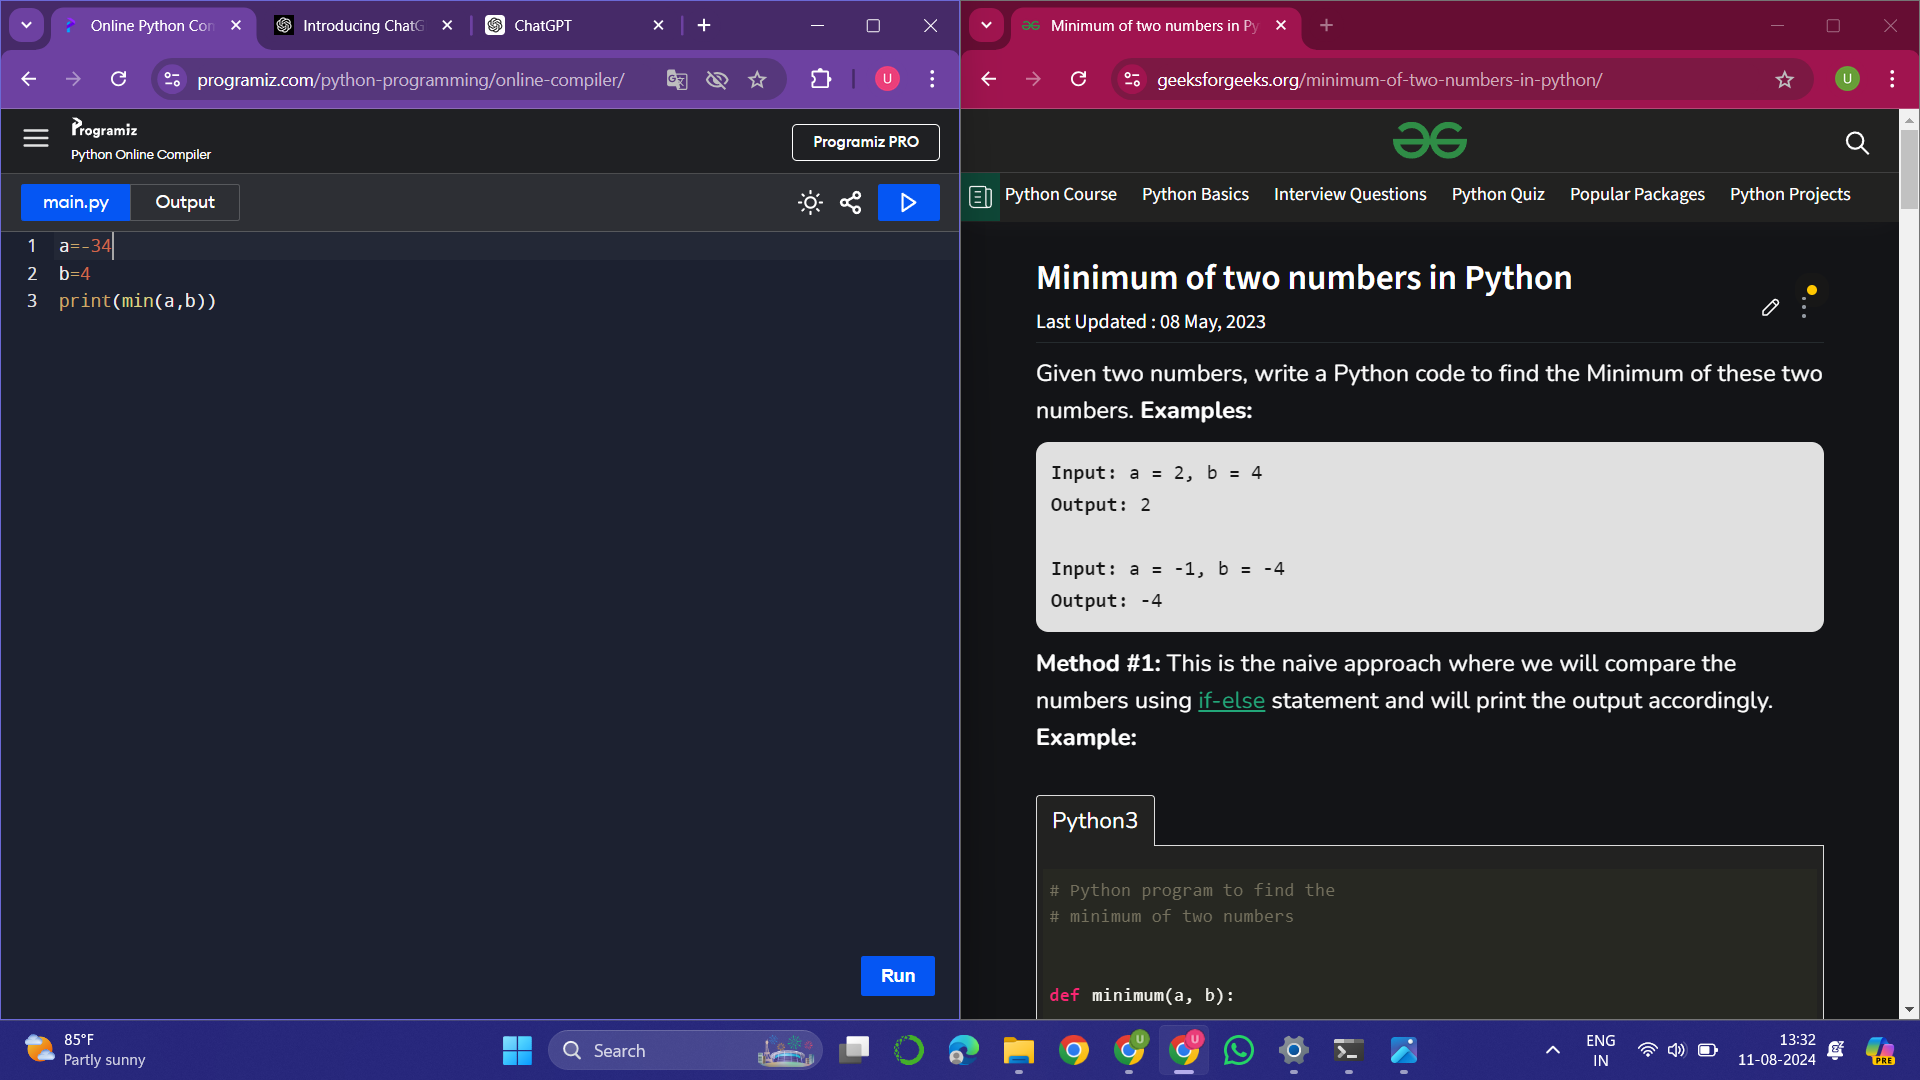 Online Python Com
Introducing ChatG
ChatGPT
programiz.com/python-programming/online-compiler/
U
Programiz
Python Online Compiler
Programiz PRO
main.py
Output
1 a=-34
2 b=4
3 print(min(a,b))
Run
Minimum of two numbers in Py
geeksforgeeks.org/minimum-of-two-numbers-in-python/
U
Python Course Python Basics Interview Questions Python Quiz Popular Packages Python Projects
Minimum of two numbers in Python
Last Updated : 08 May, 2023
Given two numbers, write a Python code to find the Minimum of these two
numbers. Examples:
Input: a = 2, b = 4
Output: 2
Input: a = -1, b = -4
Output: -4
Method #1: This is the naive approach where we will compare the
numbers using if-else statement and will print the output accordingly.
Example:
Python3
# Python program to find the
# minimum of two numbers
def minimum(a, b):
85°F
Partly sunny
Search
U
U
ENG
IN
13:32
11-08-2024
PRE